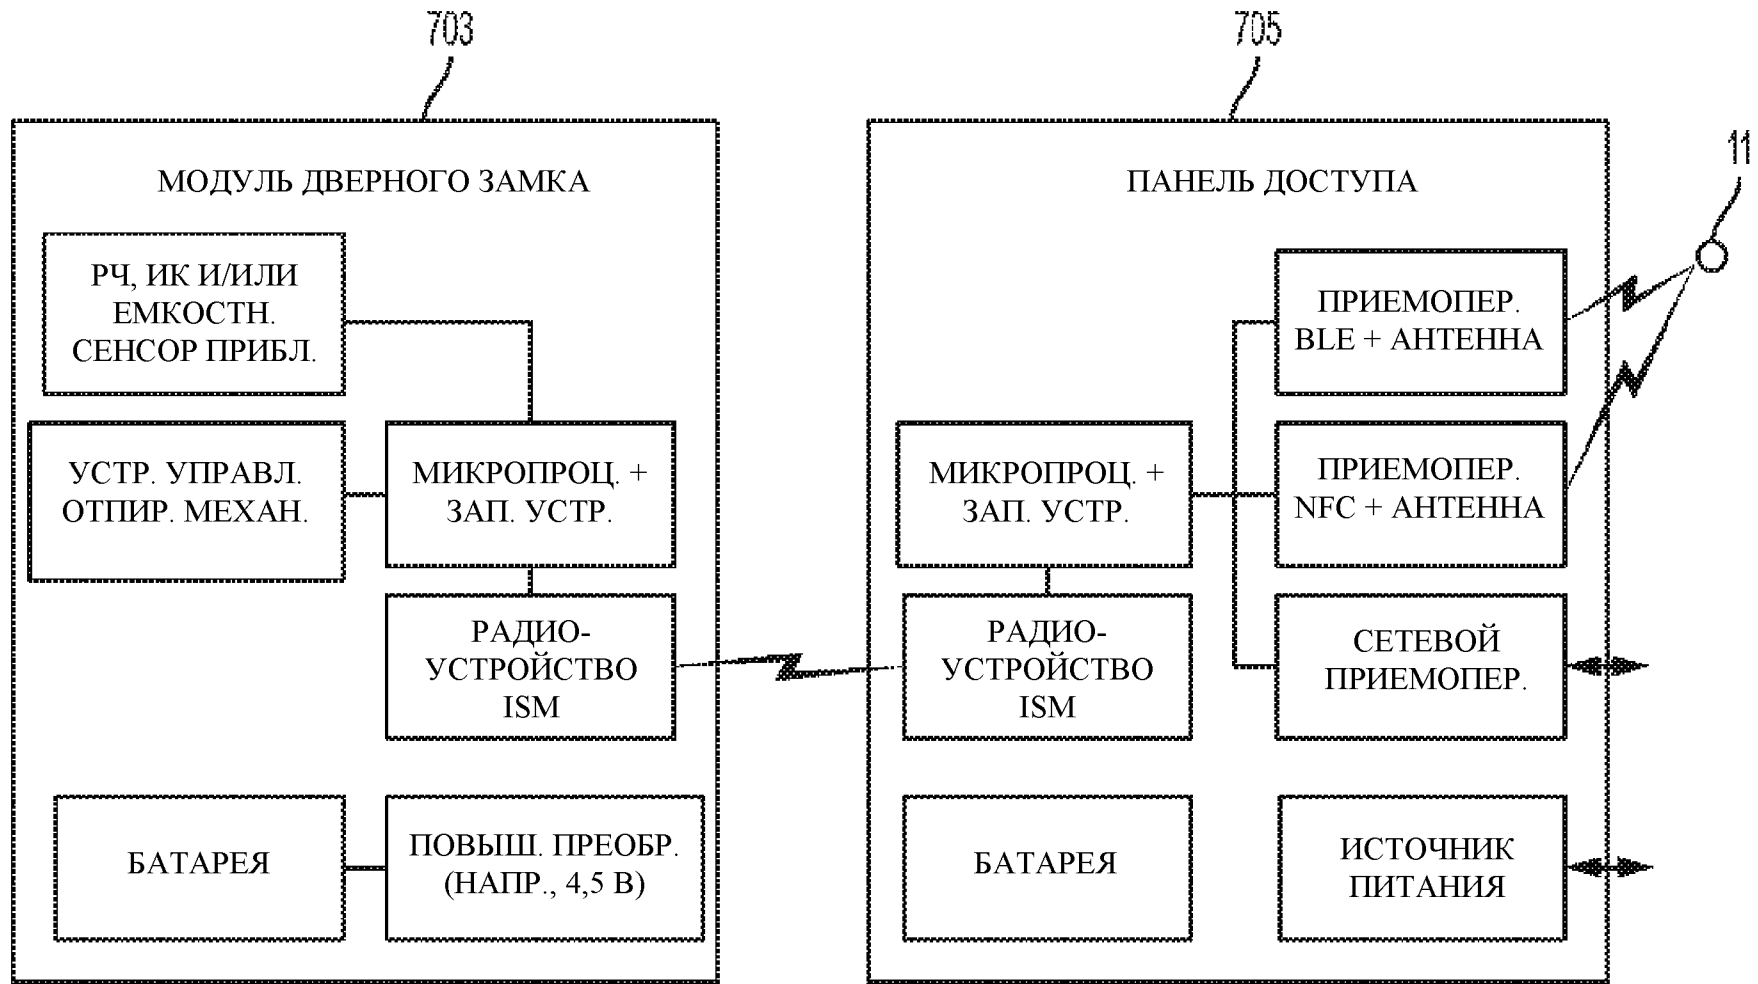 703
705
11
МОДУЛЬ ДВЕРНОГО ЗАМКА
РЧ, ИК И/ИЛИ
ЕМКОСТН.
СЕНСОР ПРИБЛ.
УСТР. УПРАВЛ.
ОТПИР. МЕХАН.
МИКРОПРОЦ. +
ЗАП. УСТР.
РАДИО-
УСТРОЙСТВО
ISM
БАТАРЕЯ
ПОВЫШ. ПРЕОБР.
(НАПР., 4,5 В)
ПАНЕЛЬ ДОСТУПА
ПРИЕМОПЕР.
BLE + АНТЕННА
МИКРОПРОЦ. +
ЗАП. УСТР.
ПРИЕМОПЕР.
NFC + АНТЕННА
РАДИО-
УСТРОЙСТВО
ISM
СЕТЕВОЙ
ПРИЕМОПЕР.
БАТАРЕЯ
ИСТОЧНИК
ПИТАНИЯ